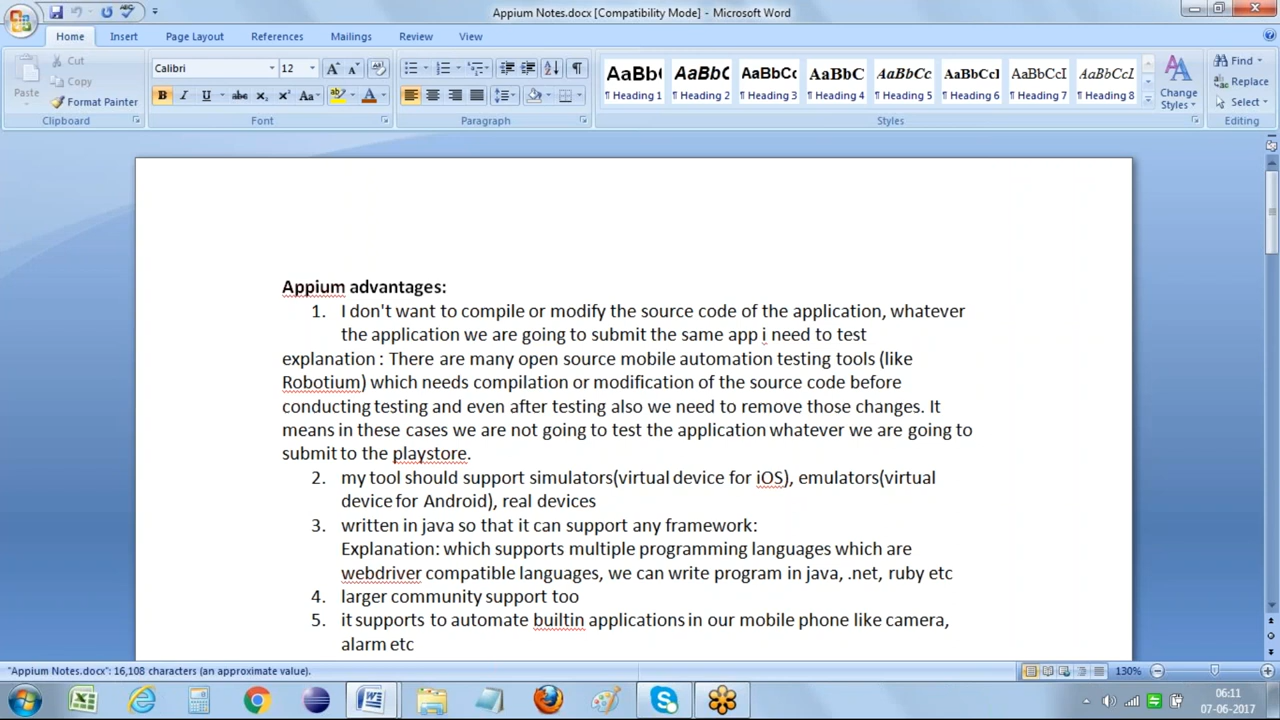 Appium Notes.docx [Compatibility Mode] - Microsoft Word
Home Insert Page Layout References Mailings Review View
Paste
Cut
Copy
Format Painter
Clipboard
Calibri 12
Font
Paragraph
AaBbC AaBbC AaBbCc AaBbC AaBbCc AaBbCcI AaBbCcI AaBbCcI
¶ Heading 1 ¶ Heading 2 ¶ Heading 3 ¶ Heading 4 ¶ Heading 5 ¶ Heading 6 ¶ Heading 7 ¶ Heading 8
Styles
Change Styles
Find
Replace
Select
Editing
Appium advantages:
1. I don't want to compile or modify the source code of the application, whatever
the application we are going to submit the same app i need to test
explanation : There are many open source mobile automation testing tools (like
Robotium) which needs compilation or modification of the source code before
conducting testing and even after testing also we need to remove those changes. It
means in these cases we are not going to test the application whatever we are going to
submit to the playstore.
2. my tool should support simulators(virtual device for iOS), emulators(virtual
device for Android), real devices
3. written in java so that it can support any framework:
Explanation: which supports multiple programming languages which are
webdriver compatible languages, we can write program in java, .net, ruby etc
4. larger community support too
5. it supports to automate builtin applications in our mobile phone like camera,
alarm etc
"Appium Notes.docx": 16,108 characters (an approximate value).
130%
06:11
07-06-2017